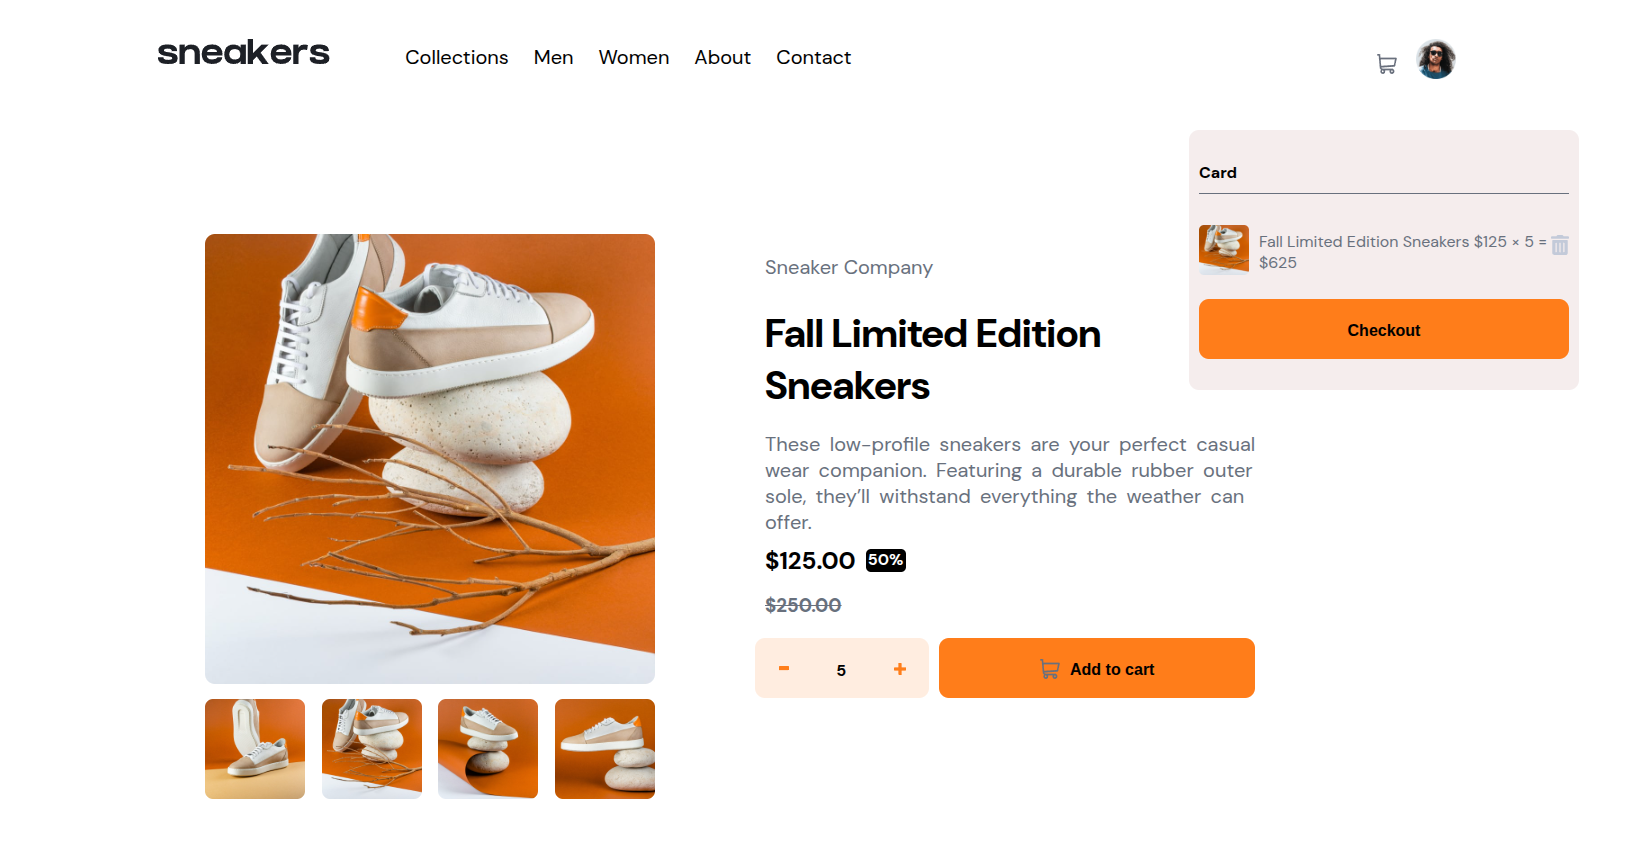 sneakers
Collections Men Women About Contact
Card
Fall Limited Edition Sneakers $125 × 5 =
$625
Checkout
Sneaker Company
Fall Limited Edition
Sneakers
These low-profile sneakers are your perfect casual
wear companion. Featuring a durable rubber outer
sole, they’ll withstand everything the weather can
offer.
$125.00 50%
$250.00
- 5 + Add to cart